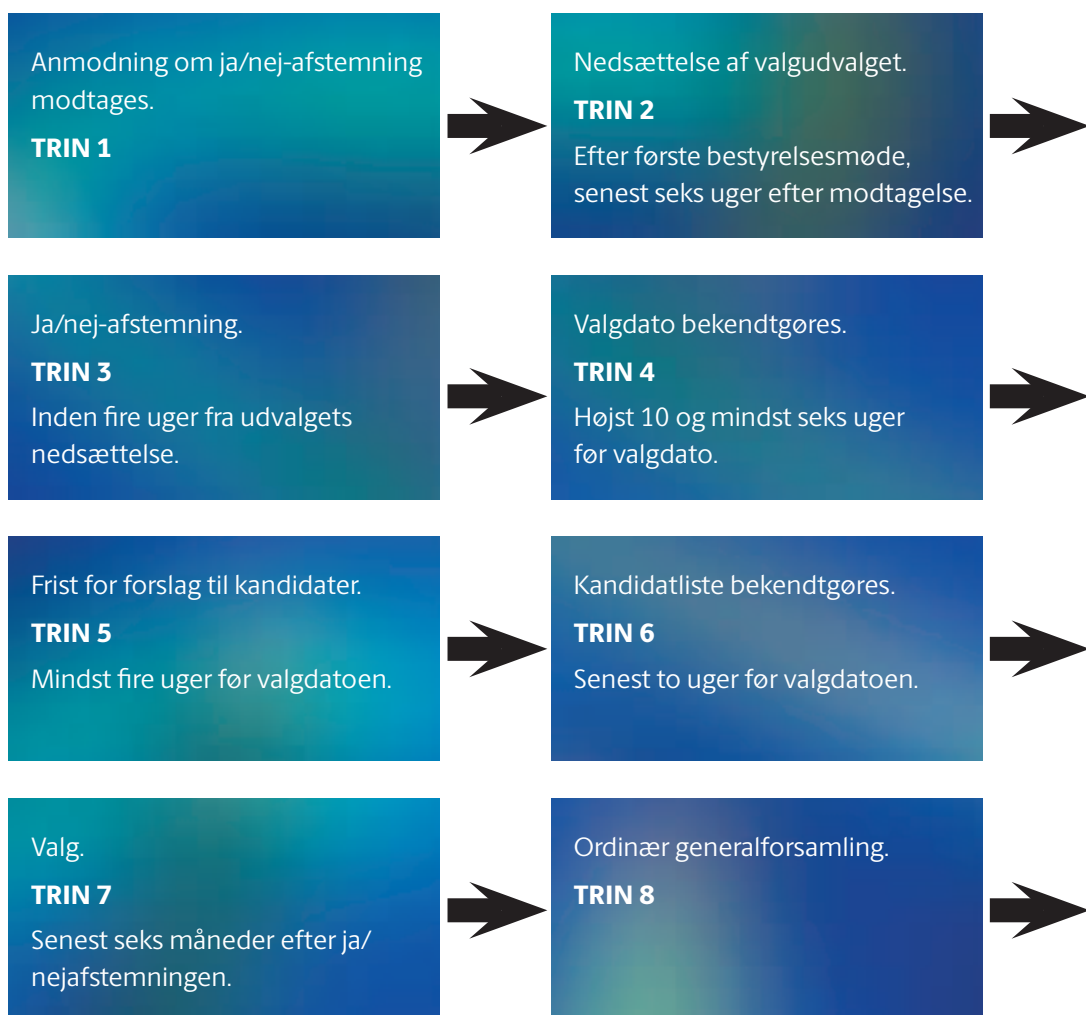 Anmodning om ja/nej-afstemning
modtages.
TRIN 1
Nedsættelse af valgudvalget.
TRIN 2
Efter første bestyrelsesmøde,
senest seks uger efter modtagelse.
Ja/nej-afstemning.
TRIN 3
Inden fire uger fra udvalgets
nedsættelse.
Valgdato bekendtgøres.
TRIN 4
Højst 10 og mindst seks uger
før valgdato.
Frist for forslag til kandidater.
TRIN 5
Mindst fire uger før valgdatoen.
Kandidatliste bekendtgøres.
TRIN 6
Senest to uger før valgdatoen.
Valg.
TRIN 7
Senest seks måneder efter ja/
nejafstemningen.
Ordinær generalforsamling.
TRIN 8